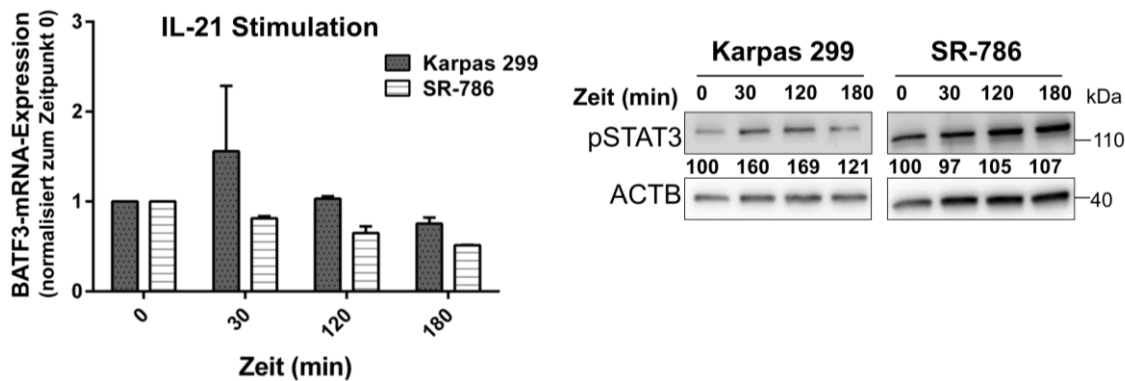 IL-21 Stimulation
BATF3-mRNA-Expression
(normalisiert zum Zeitpunkt 0)
3
2
1
0
Karpas 299
SR-786
0 30 120 180
Zeit (min)
Karpas 299 SR-786
Zeit (min) 0 30 120 180 0 30 120 180 kDa
pSTAT3 110
100 160 169 121 100 97 105 107
ACTB 40